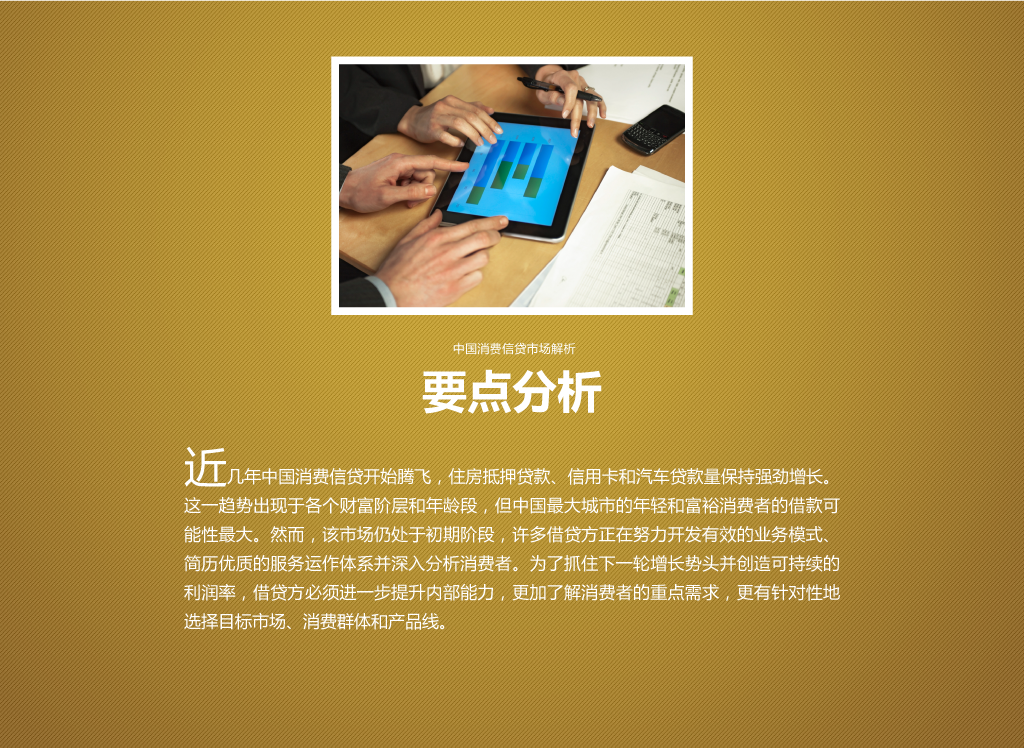 中国消费信贷市场解析
要点分析
近几年中国消费信贷开始腾飞，住房抵押贷款、信用卡和汽车贷款量保持强劲增长。
这一趋势出现于各个财富阶层和年龄段，但中国最大城市的年轻和富裕消费者的借款可
能性最大。然而，该市场仍处于初期阶段，许多借贷方正在努力开发有效的业务模式、
简历优质的服务运作体系并深入分析消费者。为了抓住下一轮增长势头并创造可持续的
利润率，借贷方必须进一步提升内部能力，更加了解消费者的重点需求，更有针对性地
选择目标市场、消费群体和产品线。